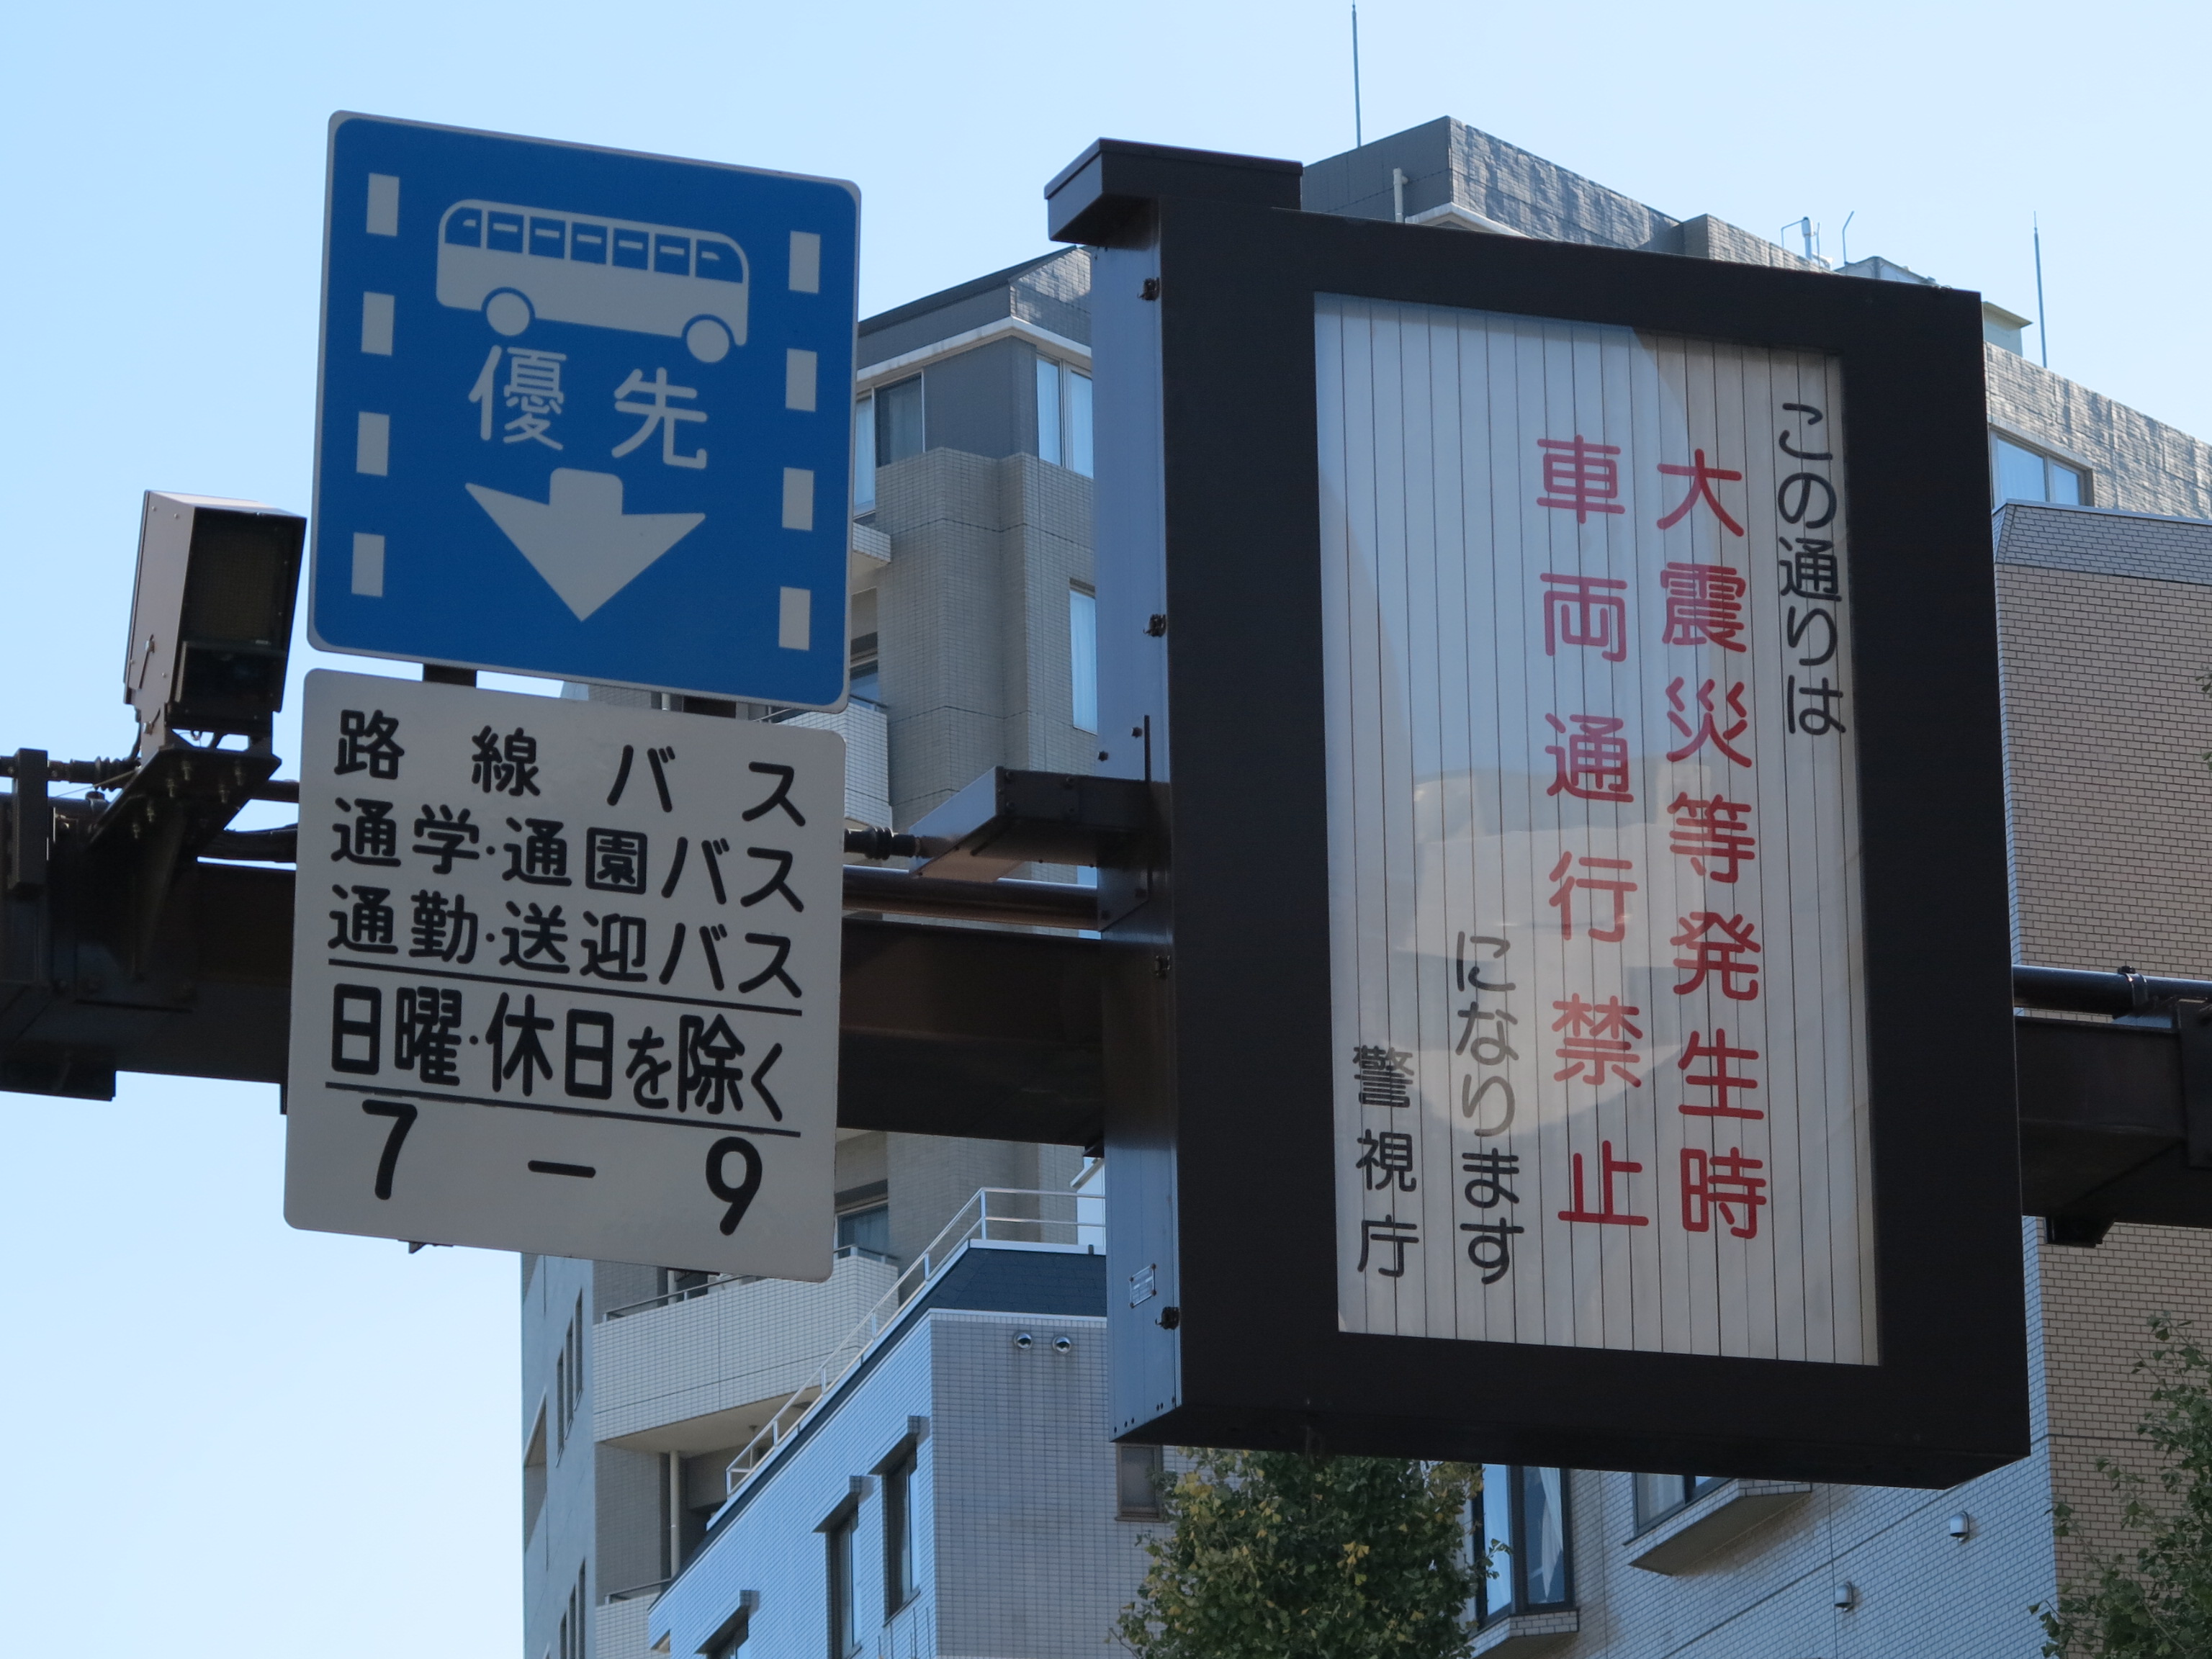 優先
路線バス
通学・通園バス
通勤・送迎バス
日曜・休日を除く
7-9
この通りは
大震災等発生時
車両通行禁止
になります
警視庁